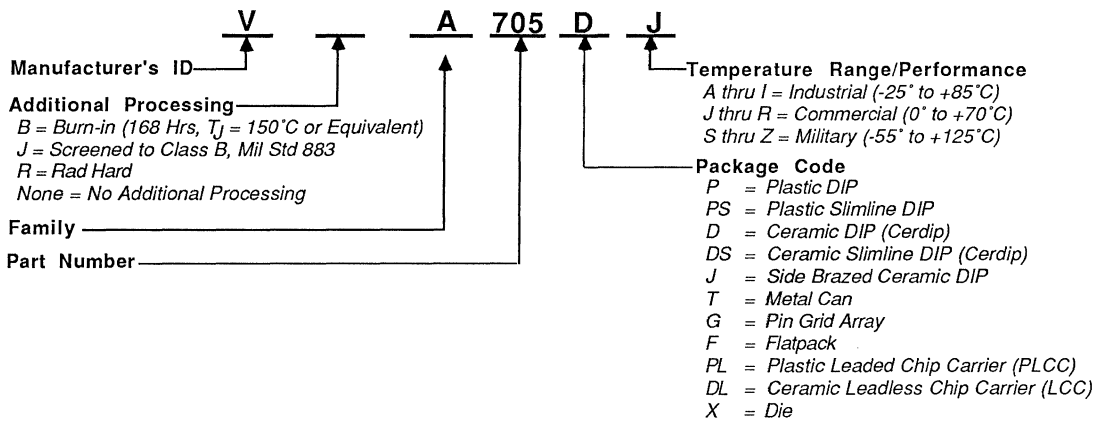 V A 705 D J
Manufacturer's ID
Additional Processing
B = Burn-in (168 Hrs, TJ = 150°C or Equivalent)
J = Screened to Class B, Mil Std 883
R = Rad Hard
None = No Additional Processing
Family
Part Number
Temperature Range/Performance
A thru I = Industrial (-25° to +85°C)
J thru R = Commercial (0° to +70°C)
S thru Z = Military (-55° to +125°C)
Package Code
P = Plastic DIP
PS = Plastic Slimline DIP
D = Ceramic DIP (Cerdip)
DS = Ceramic Slimline DIP (Cerdip)
J = Side Brazed Ceramic DIP
T = Metal Can
G = Pin Grid Array
F = Flatpack
PL = Plastic Leaded Chip Carrier (PLCC)
DL = Ceramic Leadless Chip Carrier (LCC)
X = Die